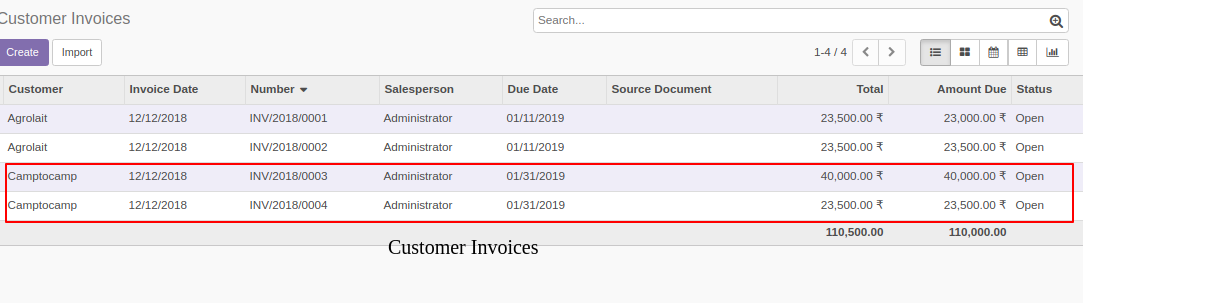 Customer Invoices
Search...
Create Import 1-4 / 4
Customer Invoice Date Number Salesperson Due Date Source Document Total Amount Due Status
Agrolait 12/12/2018 INV/2018/0001 Administrator 01/11/2019 23,500.00 ₹ 23,000.00 ₹ Open
Agrolait 12/12/2018 INV/2018/0002 Administrator 01/11/2019 23,500.00 ₹ 23,500.00 ₹ Open
Camptocamp 12/12/2018 INV/2018/0003 Administrator 01/31/2019 40,000.00 ₹ 40,000.00 ₹ Open
Camptocamp 12/12/2018 INV/2018/0004 Administrator 01/31/2019 23,500.00 ₹ 23,500.00 ₹ Open
110,500.00 110,000.00
Customer Invoices